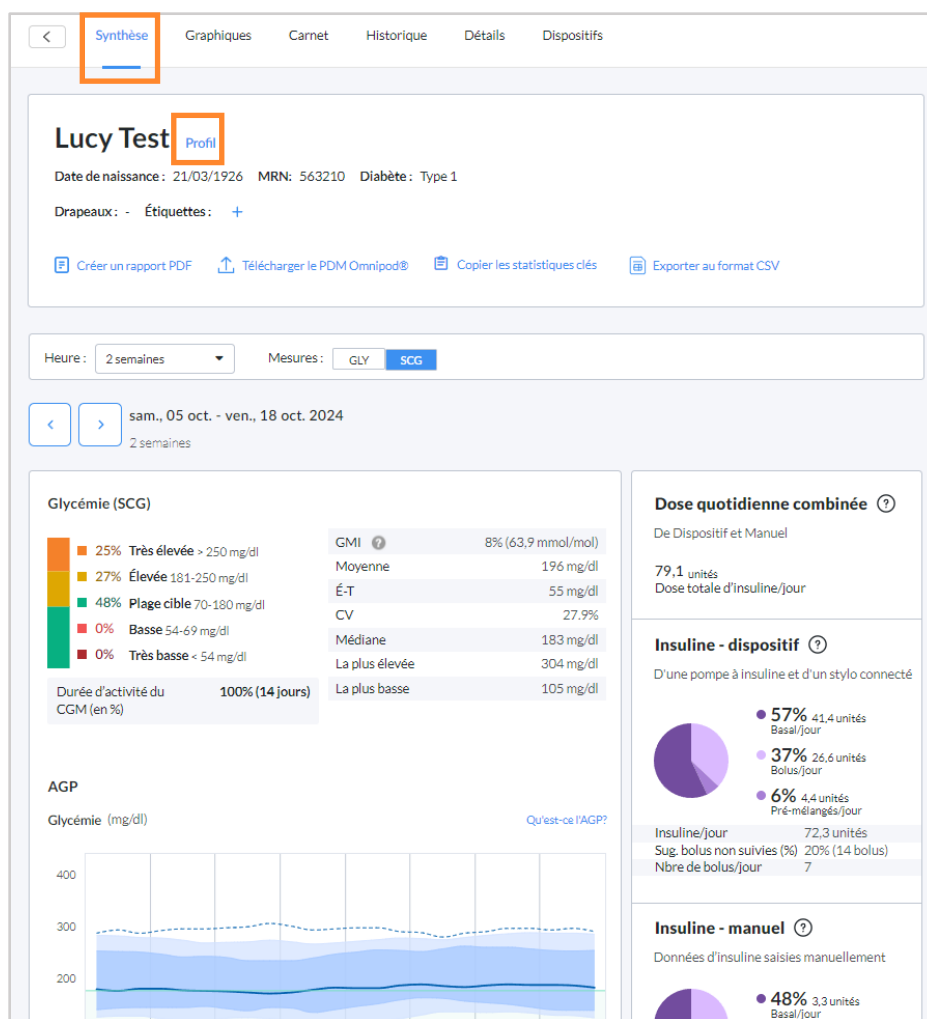 Synthèse Graphiques Carnet Historique Détails Dispositifs
Lucy Test Profil
Date de naissance : 21/03/1926 MRN: 563210 Diabète : Type 1
Drapeaux : - Étiquettes : +
Créer un rapport PDF Télécharger le PDM Omnipod® Copier les statistiques clés Exporter au format CSV
Heure : 2 semaines Mesures : GLY SCG
sam., 05 oct. - ven., 18 oct. 2024
2 semaines
Glycémie (SCG)
25% Très élevée > 250 mg/dl
27% Élevée 181-250 mg/dl
48% Plage cible 70-180 mg/dl
0% Basse 54-69 mg/dl
0% Très basse < 54 mg/dl
Durée d'activité du CGM (en %) 100% (14 jours)
GMI ? 8% (63,9 mmol/mol)
Moyenne 196 mg/dl
É-T 55 mg/dl
CV 27.9%
Médiane 183 mg/dl
La plus élevée 304 mg/dl
La plus basse 105 mg/dl
AGP
Glycémie (mg/dl) Qu'est-ce l'AGP?
400
300
200
Dose quotidienne combinée ?
De Dispositif et Manuel
79,1 unités
Dose totale d'insuline/jour
Insuline - dispositif ?
D'une pompe à insuline et d'un stylo connecté
57% 41,4 unités
Basal/jour
37% 26,6 unités
Bolus/jour
6% 4,4 unités
Pré-mélangés/jour
Insuline/jour 72,3 unités
Sug. bolus non suivies (%) 20% (14 bolus)
Nbre de bolus/jour 7
Insuline - manuel ?
Données d'insuline saisies manuellement
48% 3,3 unités
Basal/jour